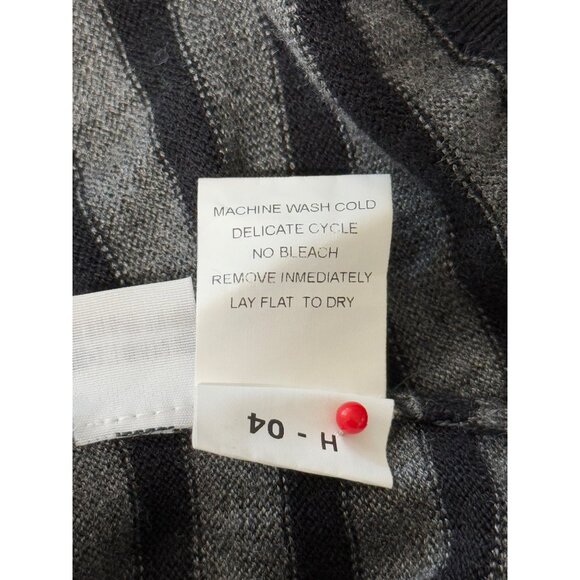 MACHINE WASH COLD
DELICATE CYCLE
NO BLEACH
REMOVE INMEDIATELY
LAY FLAT TO DRY
H - 04